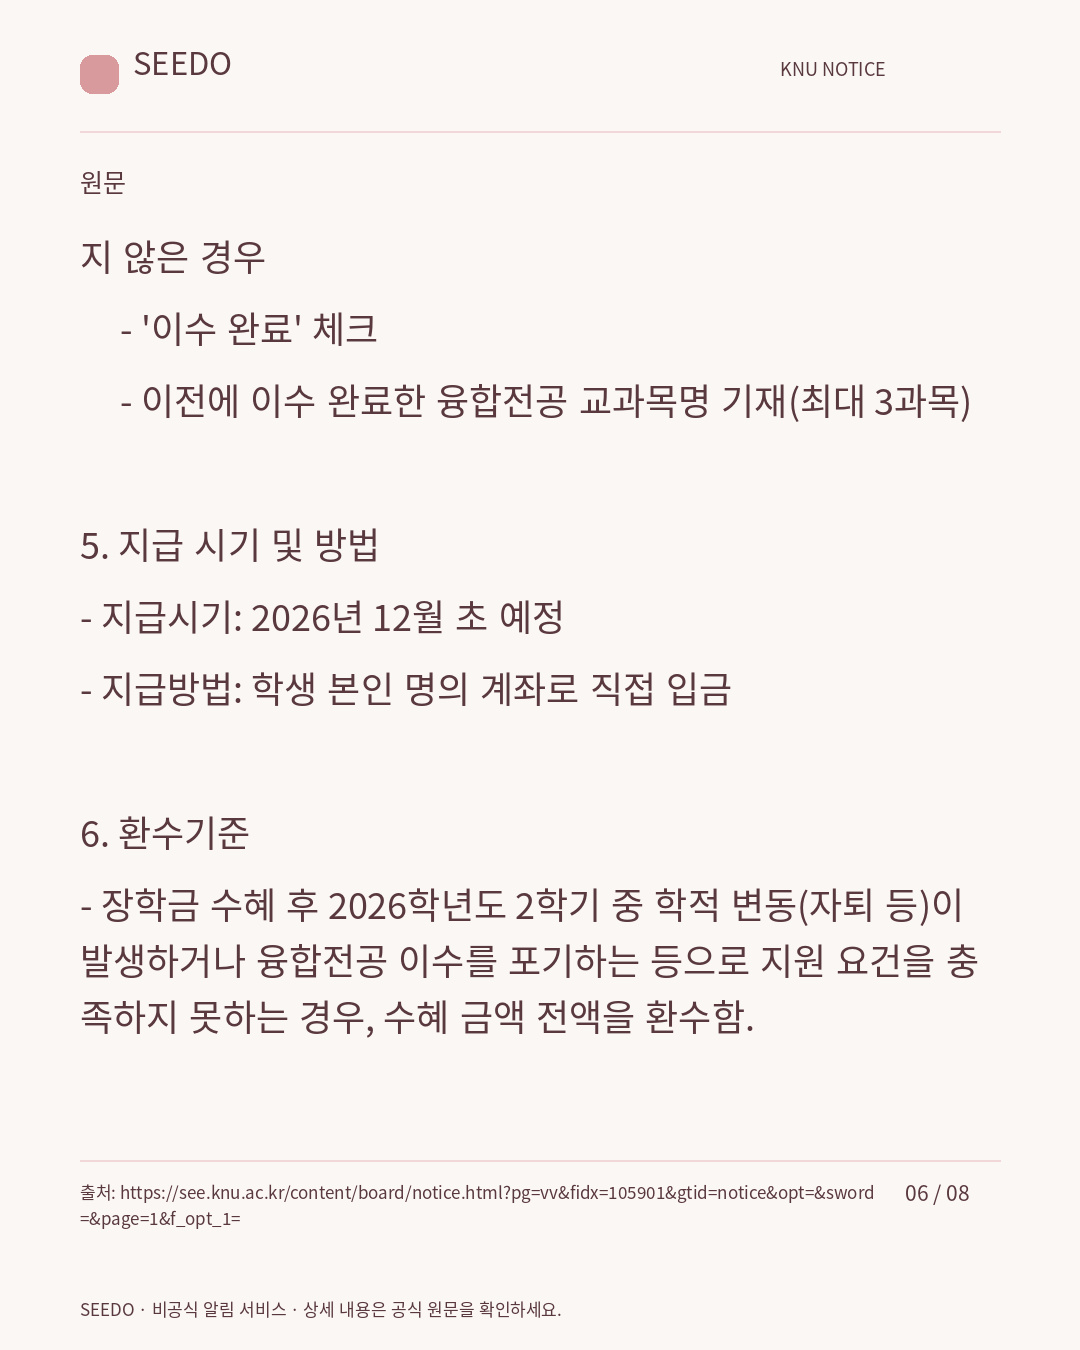 SEEDO
KNU NOTICE
원문
지 않은 경우
- '이수 완료' 체크
- 이전에 이수 완료한 융합전공 교과목명 기재(최대 3과목)
5. 지급 시기 및 방법
- 지급시기: 2026년 12월 초 예정
- 지급방법: 학생 본인 명의 계좌로 직접 입금
6. 환수기준
- 장학금 수혜 후 2026학년도 2학기 중 학적 변동(자퇴 등)이
발생하거나 융합전공 이수를 포기하는 등으로 지원 요건을 충
족하지 못하는 경우, 수혜 금액 전액을 환수함.
출처: https://see.knu.ac.kr/content/board/notice.html?pg=vv&fidx=105901&gtid=notice&opt=&sword
=&page=1&f_opt_1=
06 / 08
SEEDO · 비공식 알림 서비스 · 상세 내용은 공식 원문을 확인하세요.